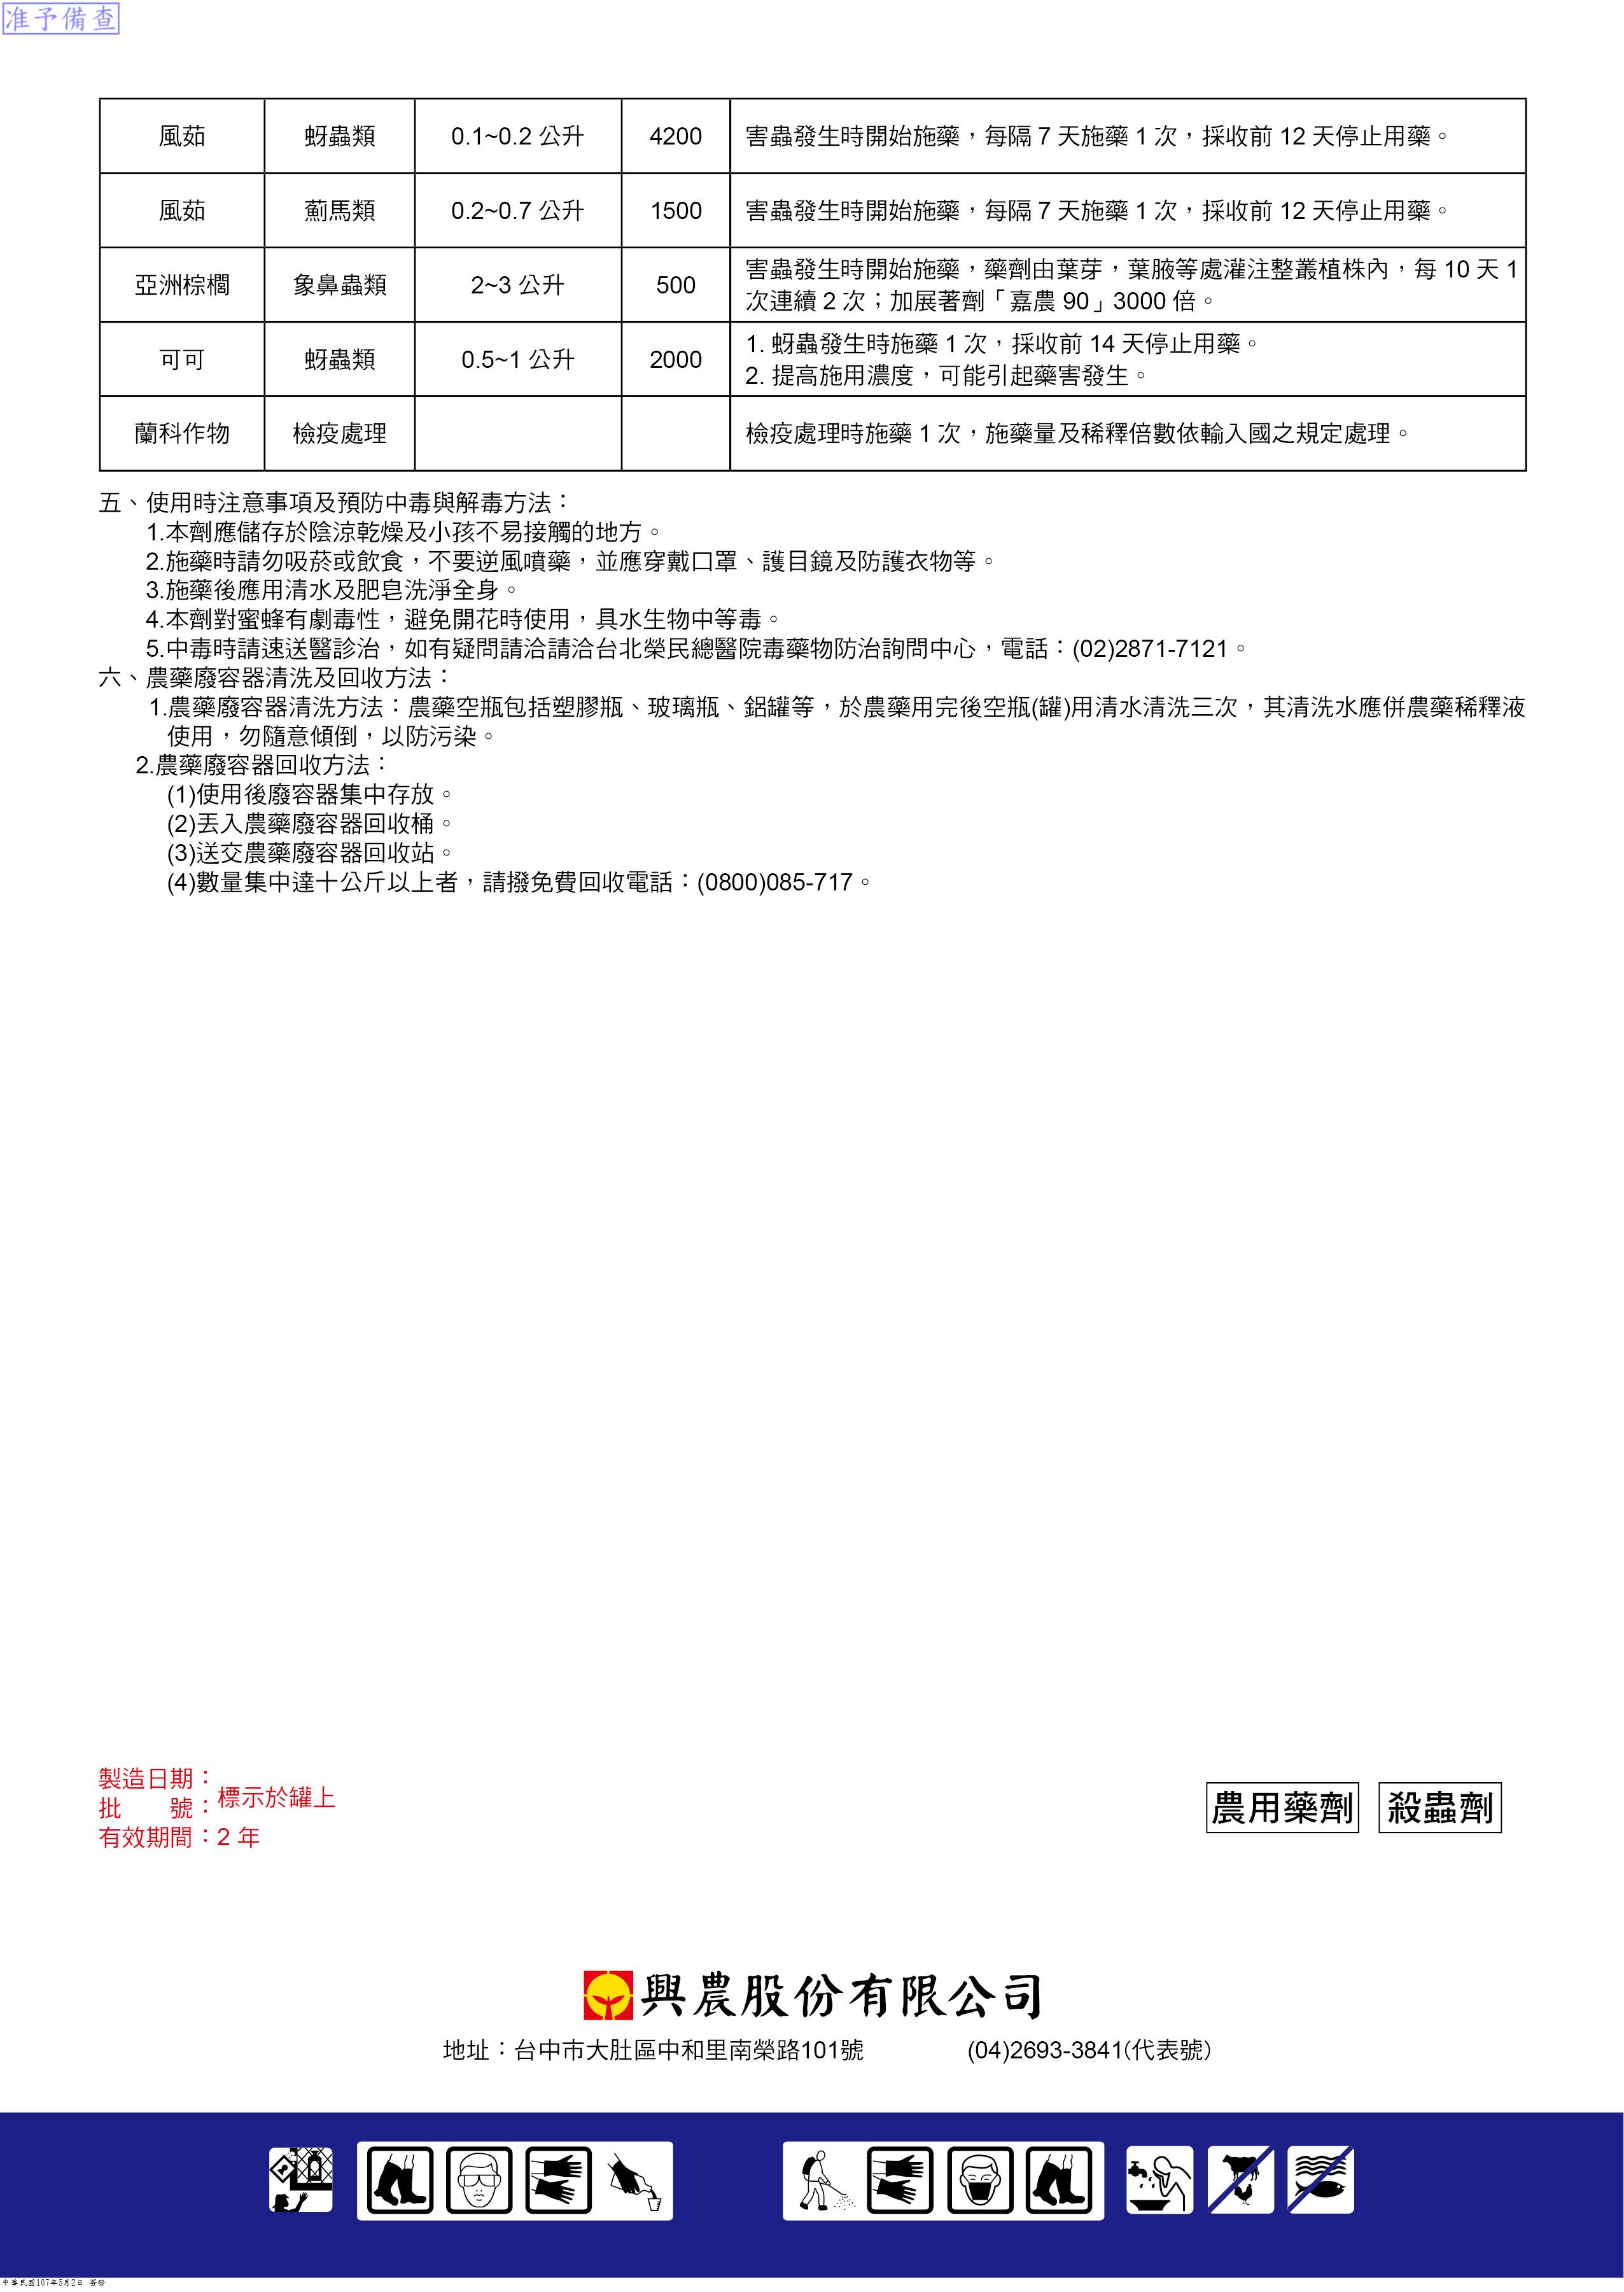 准予備查
風茹 蚜蟲類 0.1~0.2 公升 4200 害蟲發生時開始施藥，每隔 7 天施藥 1 次，採收前 12 天停止用藥。
風茹 薊馬類 0.2~0.7 公升 1500 害蟲發生時開始施藥，每隔 7 天施藥 1 次，採收前 12 天停止用藥。
亞洲棕櫚 象鼻蟲類 2~3 公升 500 害蟲發生時開始施藥，藥劑由葉芽，葉腋等處灌注整叢植株內，每 10 天 1
次連續 2 次；加展著劑「嘉農 90」3000 倍。
可可 蚜蟲類 0.5~1 公升 2000 1. 蚜蟲發生時施藥 1 次，採收前 14 天停止用藥。
2. 提高施用濃度，可能引起藥害發生。
蘭科作物 檢疫處理 檢疫處理時施藥 1 次，施藥量及稀釋倍數依輸入國之規定處理。
五、使用時注意事項及預防中毒與解毒方法：
1.本劑應儲存於陰涼乾燥及小孩不易接觸的地方。
2.施藥時請勿吸菸或飲食，不要逆風噴藥，並應穿戴口罩、護目鏡及防護衣物等。
3.施藥後應用清水及肥皂洗淨全身。
4.本劑對蜜蜂有劇毒性，避免開花時使用，具水生物中等毒。
5.中毒時請速送醫診治，如有疑問請洽請洽台北榮民總醫院毒藥物防治詢問中心，電話：(02)2871-7121。
六、農藥廢容器清洗及回收方法：
1.農藥廢容器清洗方法：農藥空瓶包括塑膠瓶、玻璃瓶、鋁罐等，於農藥用完後空瓶(罐)用清水清洗三次，其清洗水應併農藥稀釋液
使用，勿隨意傾倒，以防污染。
2.農藥廢容器回收方法：
(1)使用後廢容器集中存放。
(2)丟入農藥廢容器回收桶。
(3)送交農藥廢容器回收站。
(4)數量集中達十公斤以上者，請撥免費回收電話：(0800)085-717。
製造日期：
批 號：標示於罐上
有效期間：2 年
農用藥劑 殺蟲劑
興農股份有限公司
地址：台中市大肚區中和里南榮路101號 (04)2693-3841(代表號)
中華民國107年5月2日 簽發